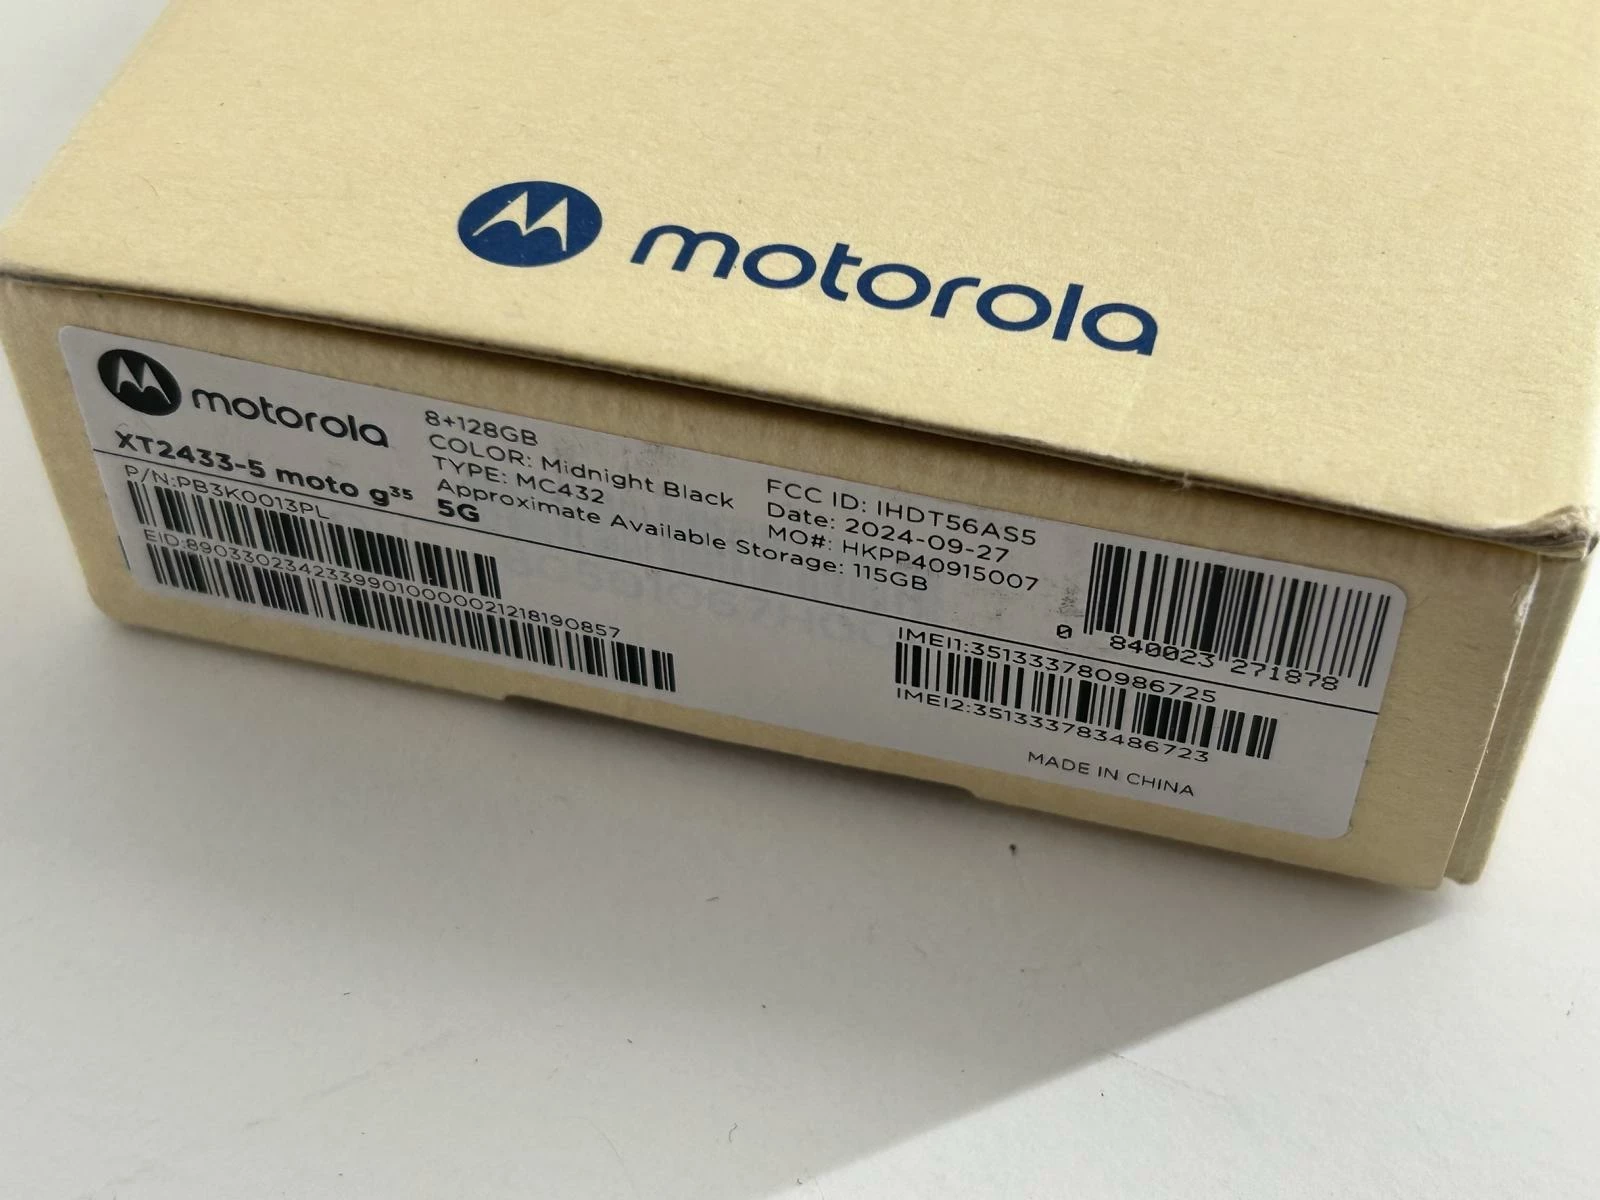 motorola
motorola
XT2433-5 moto g35 5G
8+128GB
COLOR: Midnight Black
TYPE: MC432
Approximate Available Storage: 115GB
FCC ID: IHDT56AS5
Date: 2024-09-27
MO#: HKPP40915007
0 840023 271878
P/N:PB3K0013PL
EID:89033023423399010000021218190857
IMEI1:351333780986725
IMEI2:351333783486723
MADE IN CHINA